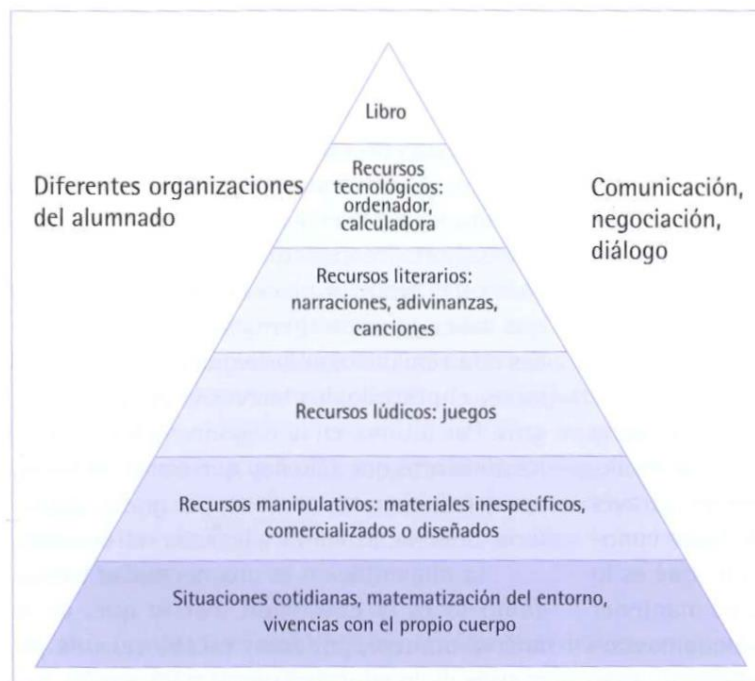 Libro
Recursos
tecnológicos:
ordenador,
calculadora
Diferentes organizaciones
del alumnado
Comunicación,
negociación,
diálogo
Recursos literarios:
narraciones, adivinanzas,
canciones
Recursos lúdicos: juegos
Recursos manipulativos: materiales inespecíficos,
comercializados o diseñados
Situaciones cotidianas, matematización del entorno,
vivencias con el propio cuerpo